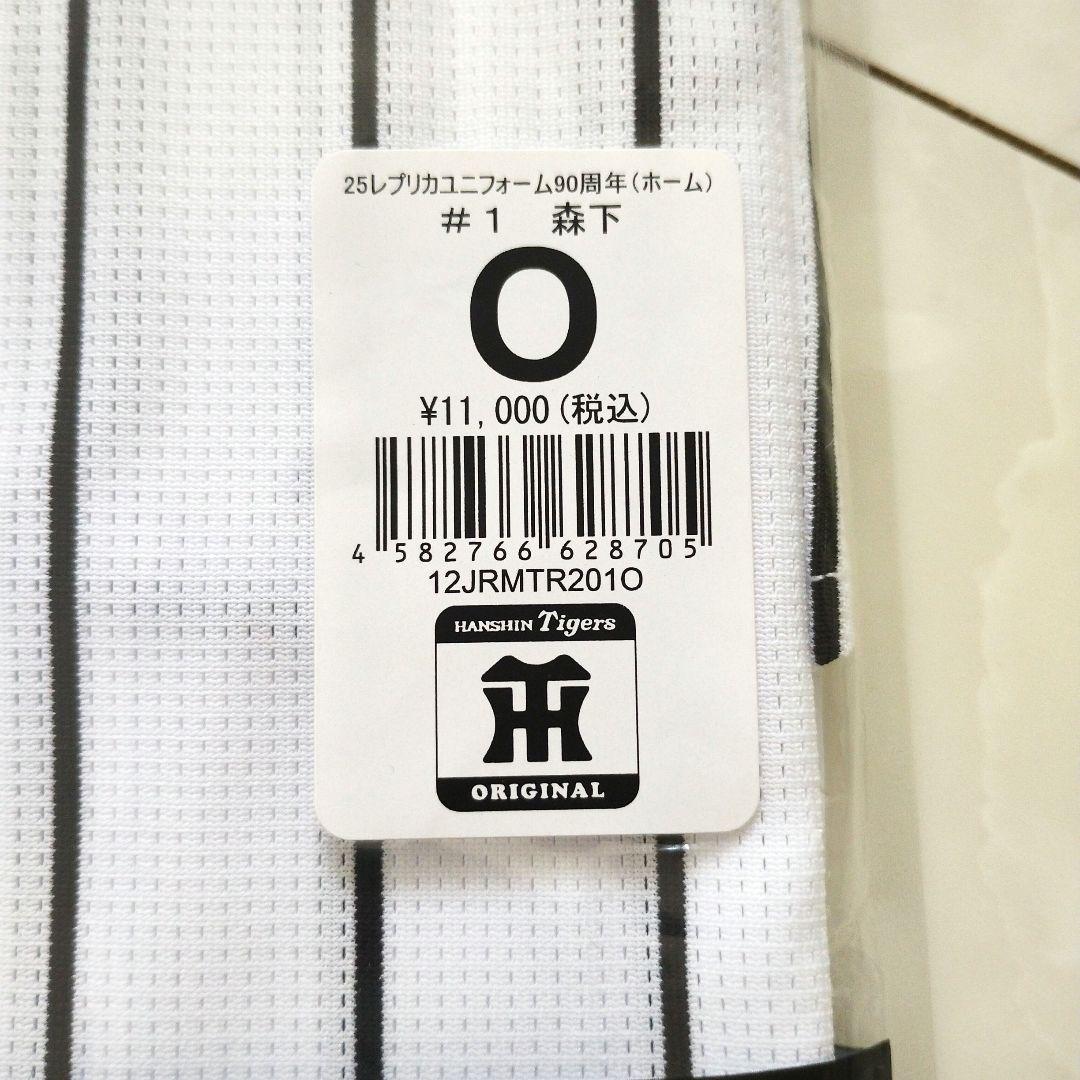 25レプリカユニフォーム90周年(ホーム)
#1 森下
O
¥11,000(税込)
4 582766 628705
12JRMTR201O
HANSHIN Tigers
HT
ORIGINAL